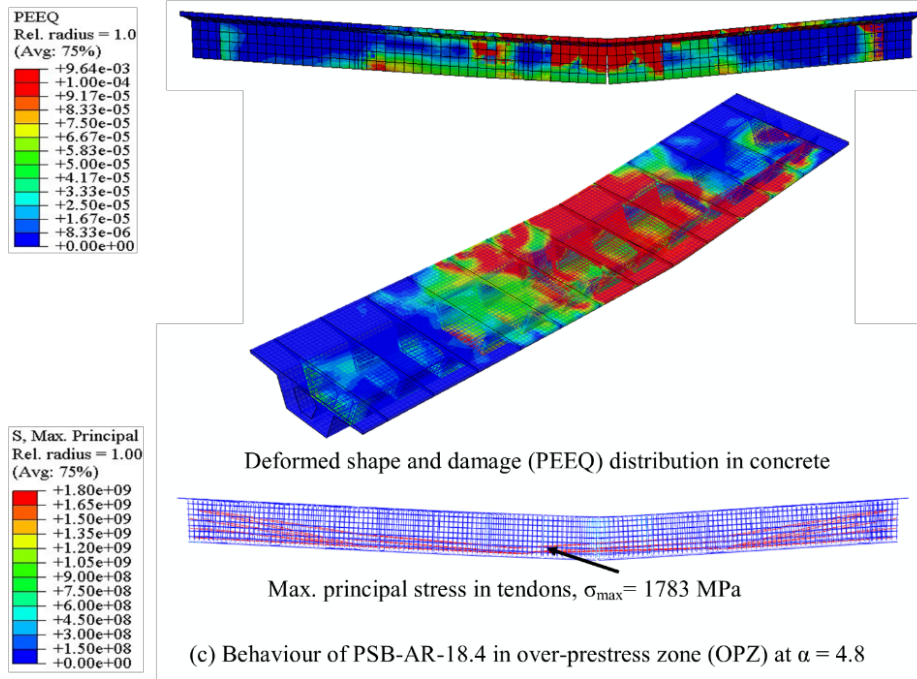 PEEQ
Rel. radius = 1.0
(Avg: 75%)
+9.64e-03
+1.00e-04
+9.17e-05
+8.33e-05
+7.50e-05
+6.67e-05
+5.83e-05
+5.00e-05
+4.17e-05
+3.33e-05
+2.50e-05
+1.67e-05
+8.33e-06
+0.00e+00
Deformed shape and damage (PEEQ) distribution in concrete
S, Max. Principal
Rel. radius = 1.00
(Avg: 75%)
+1.80e+09
+1.65e+09
+1.50e+09
+1.35e+09
+1.20e+09
+1.05e+09
+9.00e+08
+7.50e+08
+6.00e+08
+4.50e+08
+3.00e+08
+1.50e+08
+0.00e+00
Max. principal stress in tendons, σmax= 1783 MPa
(c) Behaviour of PSB-AR-18.4 in over-prestress zone (OPZ) at α = 4.8